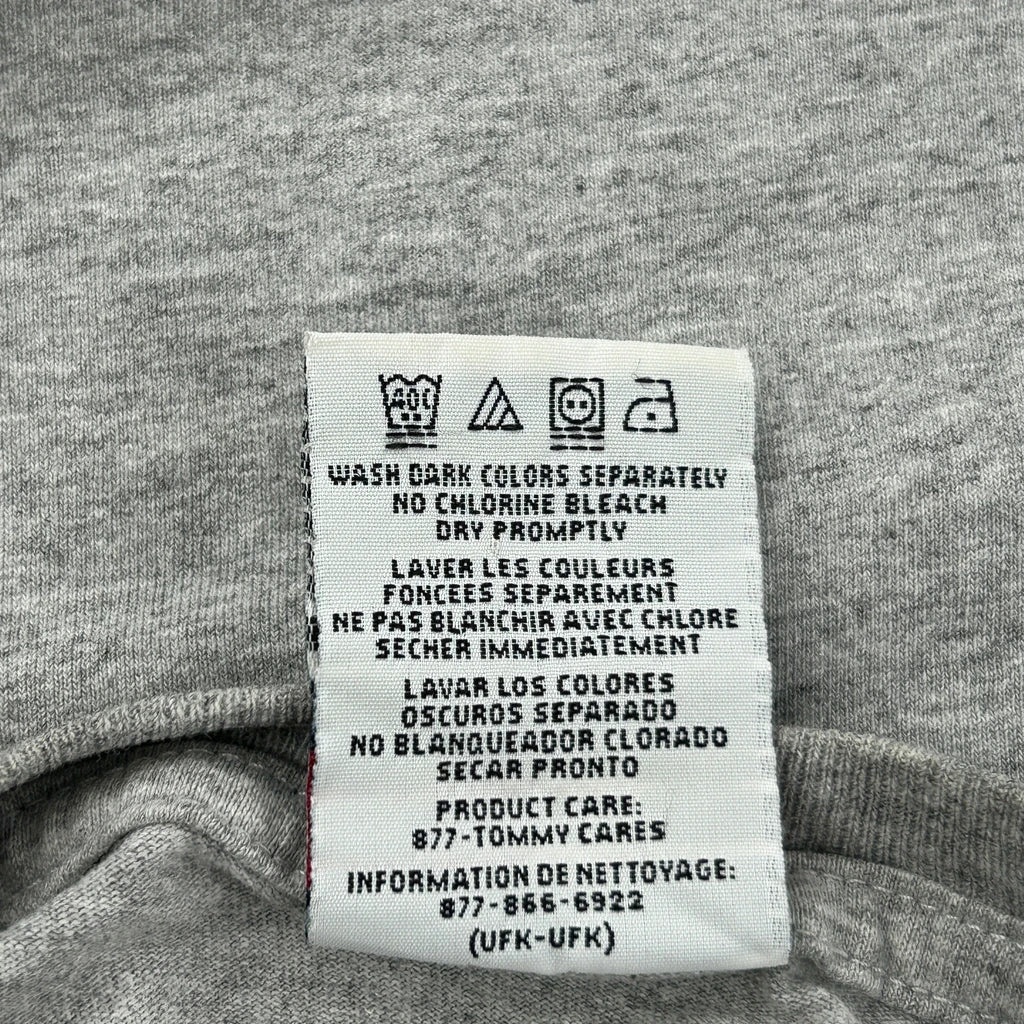 WASH DARK COLORS SEPARATELY
NO CHLORINE BLEACH
DRY PROMPTLY
LAVER LES COULEURS
FONCEES SEPAREMENT
NE PAS BLANCHIR AVEC CHLORE
SECHER IMMEDIATEMENT
LAVAR LOS COLORES
OSCUROS SEPARADO
NO BLANQUEADOR CLORADO
SECAR PRONTO
PRODUCT CARE:
877-TOMMY CARES
INFORMATION DE NETTOYAGE:
877-866-6922
(UFK-UFK)